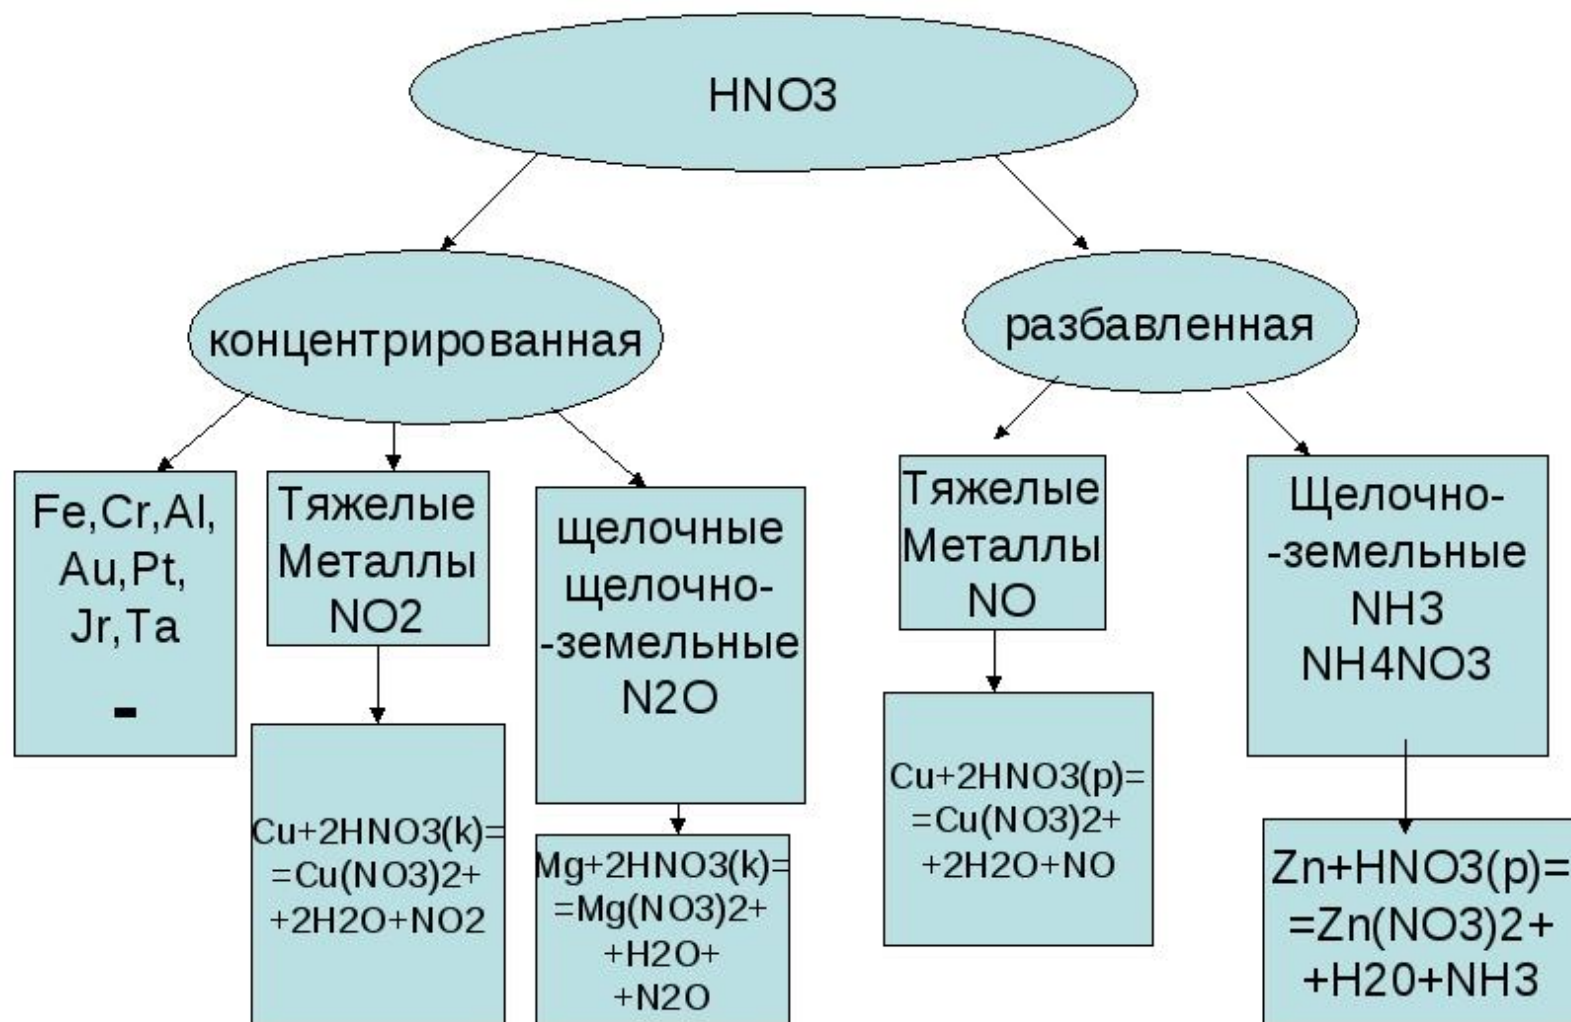 HNO3
концентрированная
разбавленная
Fe,Cr,Al,
Au,Pt,
Jr,Ta
-
Тяжелые
Металлы
NO2
щелочные
щелочно-
-земельные
N2O
Тяжелые
Металлы
NO
Щелочно-
-земельные
NH3
NH4NO3
Cu+2HNO3(k)=
=Cu(NO3)2+
+2H2O+NO2
Mg+2HNO3(k)=
=Mg(NO3)2+
+H2O+
+N2O
Cu+2HNO3(p)=
=Cu(NO3)2+
+2H2O+NO
Zn+HNO3(p)=
=Zn(NO3)2+
+H20+NH3